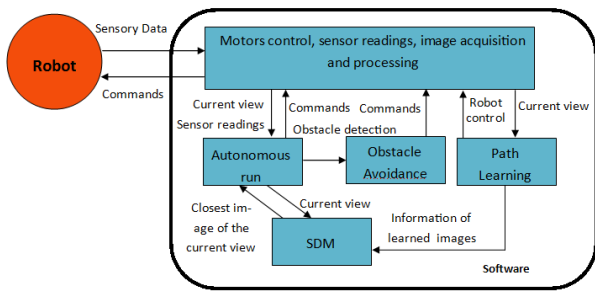 Sensory Data
Robot
Commands
Motors control, sensor readings, image acquisition
and processing
Current view
Sensor readings
Commands
Obstacle detection
Commands
Robot
control
Current view
Autonomous
run
Obstacle
Avoidance
Path
Learning
Closest im-
age of the
current view
Current view
SDM
Information of
learned images
Software